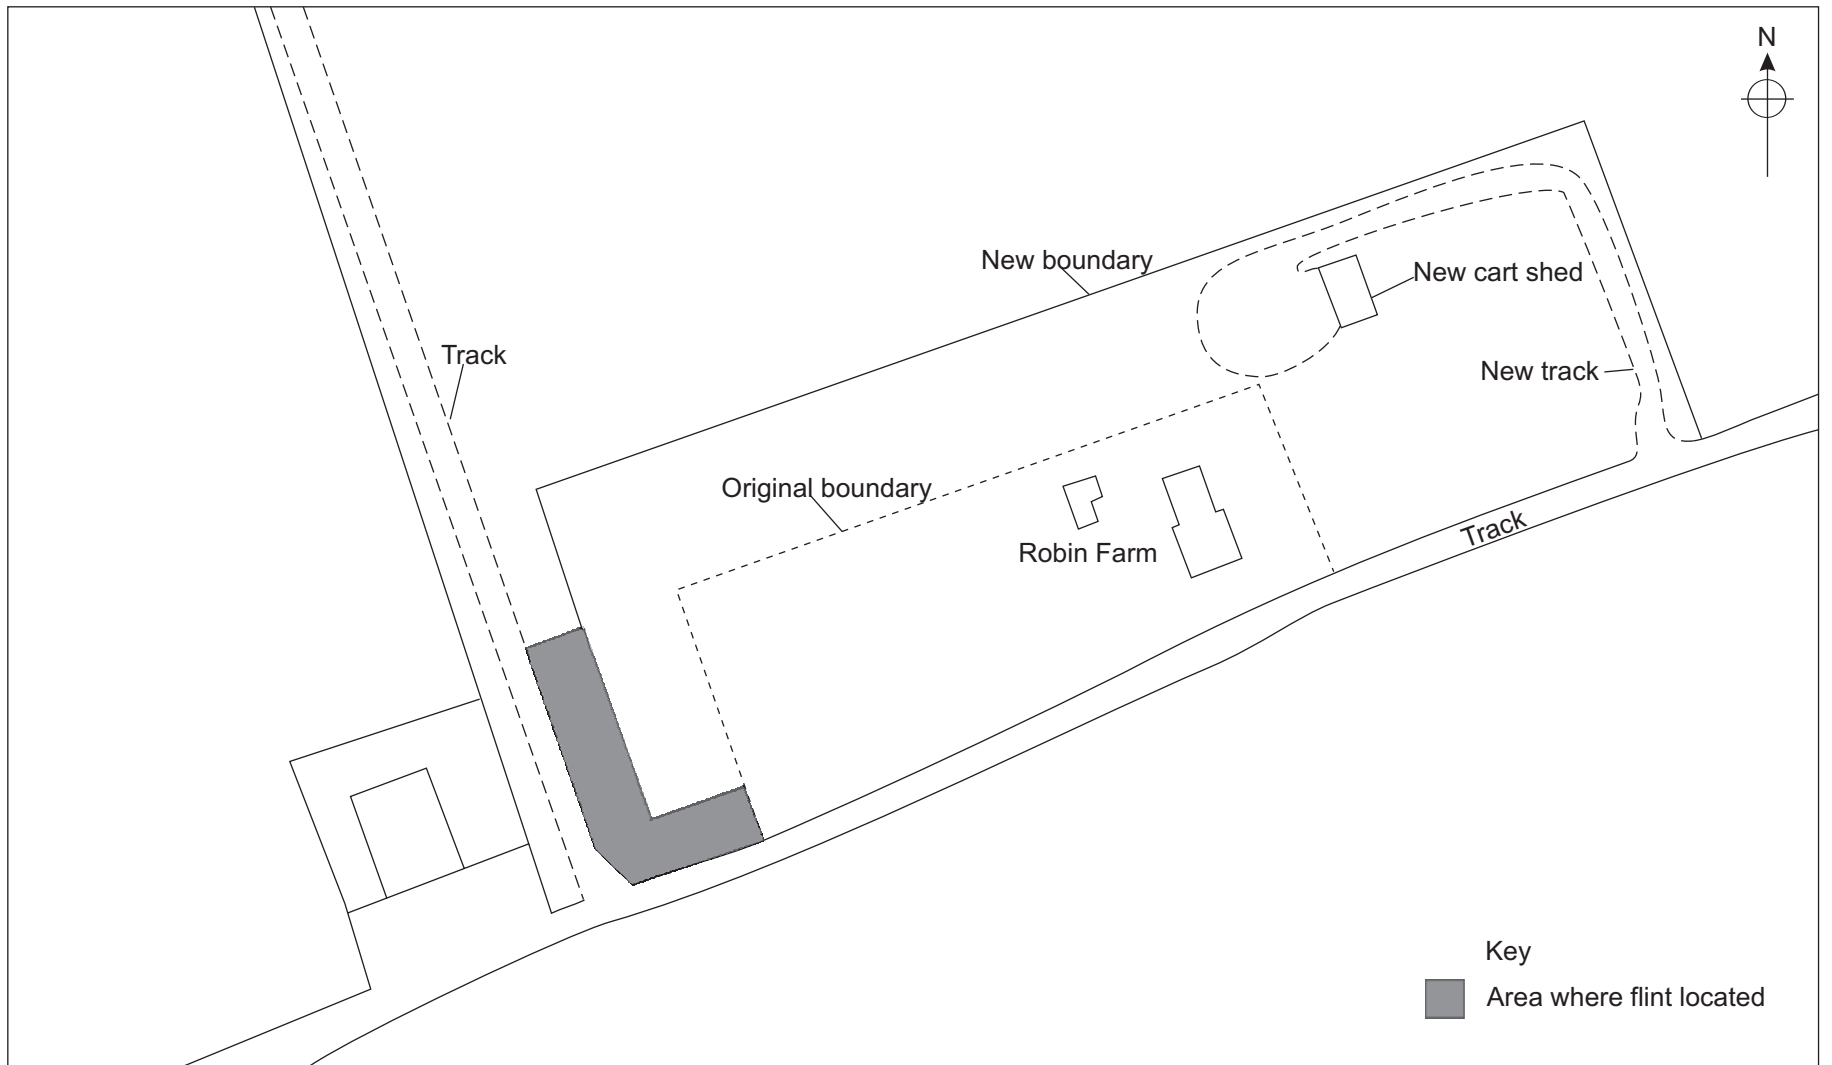 N
New boundary
New cart shed
Track
New track
Original boundary
Track
Robin Farm
Key
Area where flint located